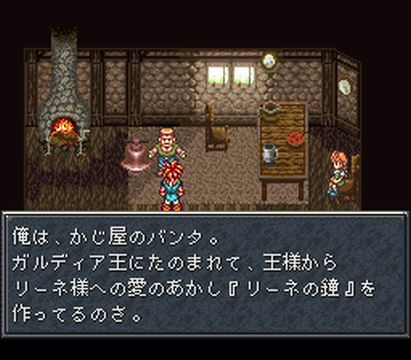 俺は、かじ屋のバンタ。
ガルディア王にたのまれて、王様から
リーネ様への愛のあかし『リーネの鐘』を
作ってるのさ。